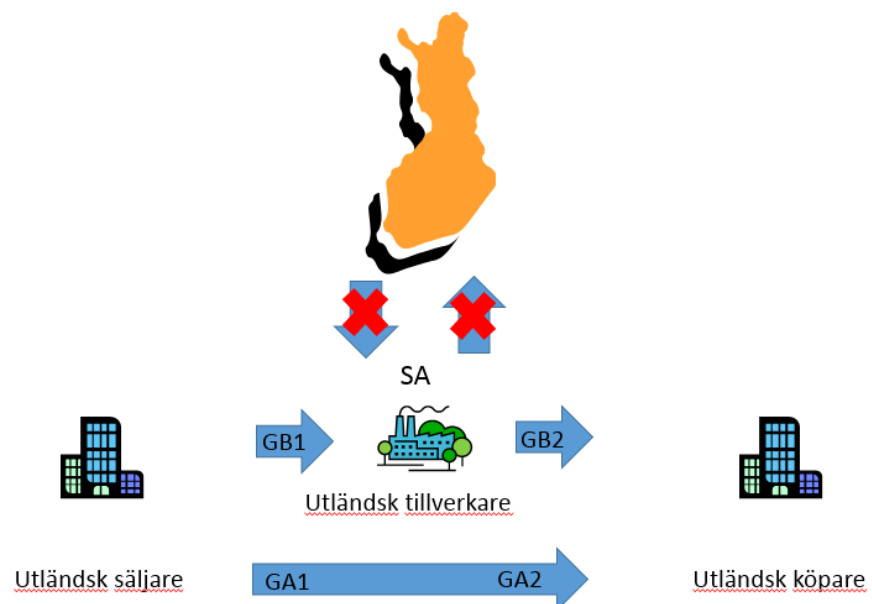 SA
GB1
GB2
Utländsk tillverkare
Utländsk säljare
GA1
GA2
Utländsk köpare